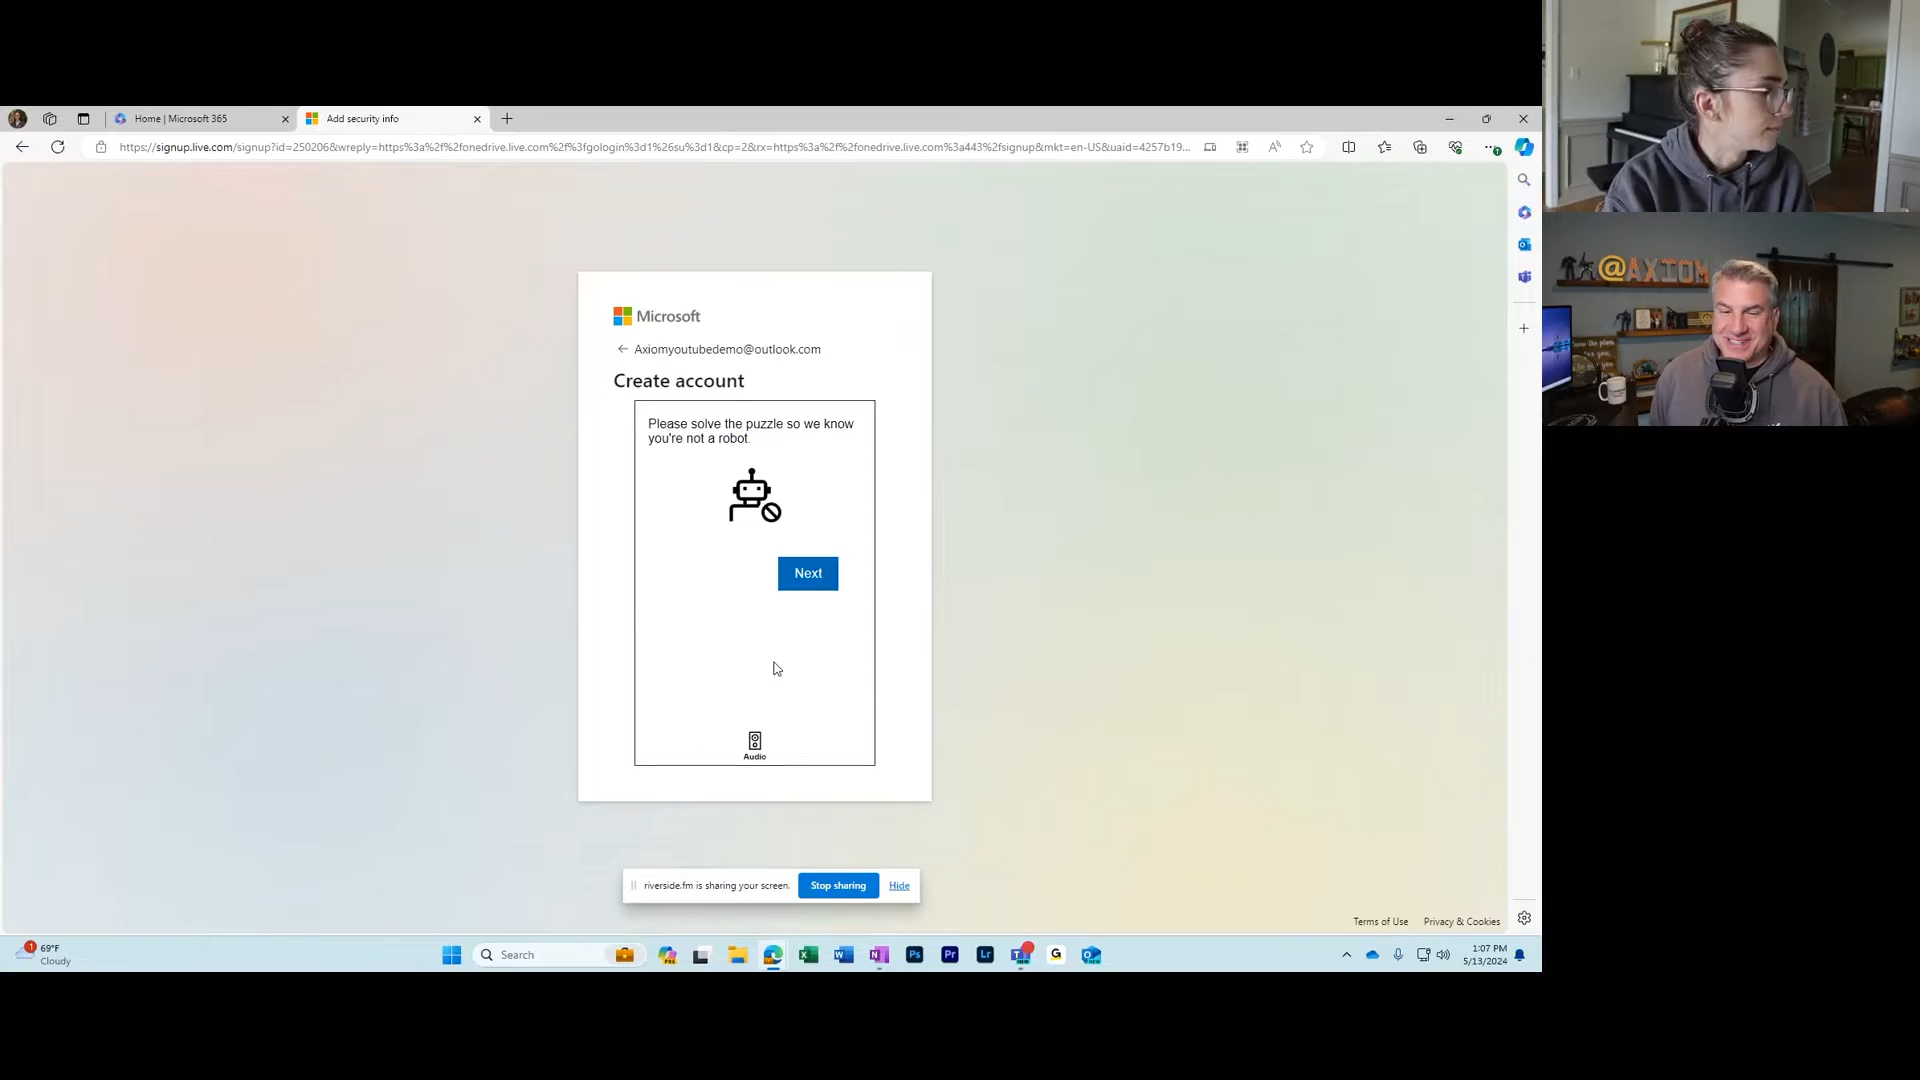 Home | Microsoft 365
Add security info
https://signup.live.com/signup?id=250206&wreply=https%3a%2f%2fonedrive.live.com%2f%3fgologin%3d1%26su%3d1&cp=2&rx=https%3a%2f%2fonedrive.live.com%3a443%2fsignup&mkt=en-US&uaid=4257b19...
@AXIOM
Microsoft
Axiomyoutubedemo@outlook.com
Create account
Please solve the puzzle so we know
you're not a robot.
Next
Audio
riverside.fm is sharing your screen.
Stop sharing
Hide
Terms of Use
Privacy & Cookies
1
69°F
Cloudy
Search
Ps
Pr
Lr
G
1:07 PM
5/13/2024